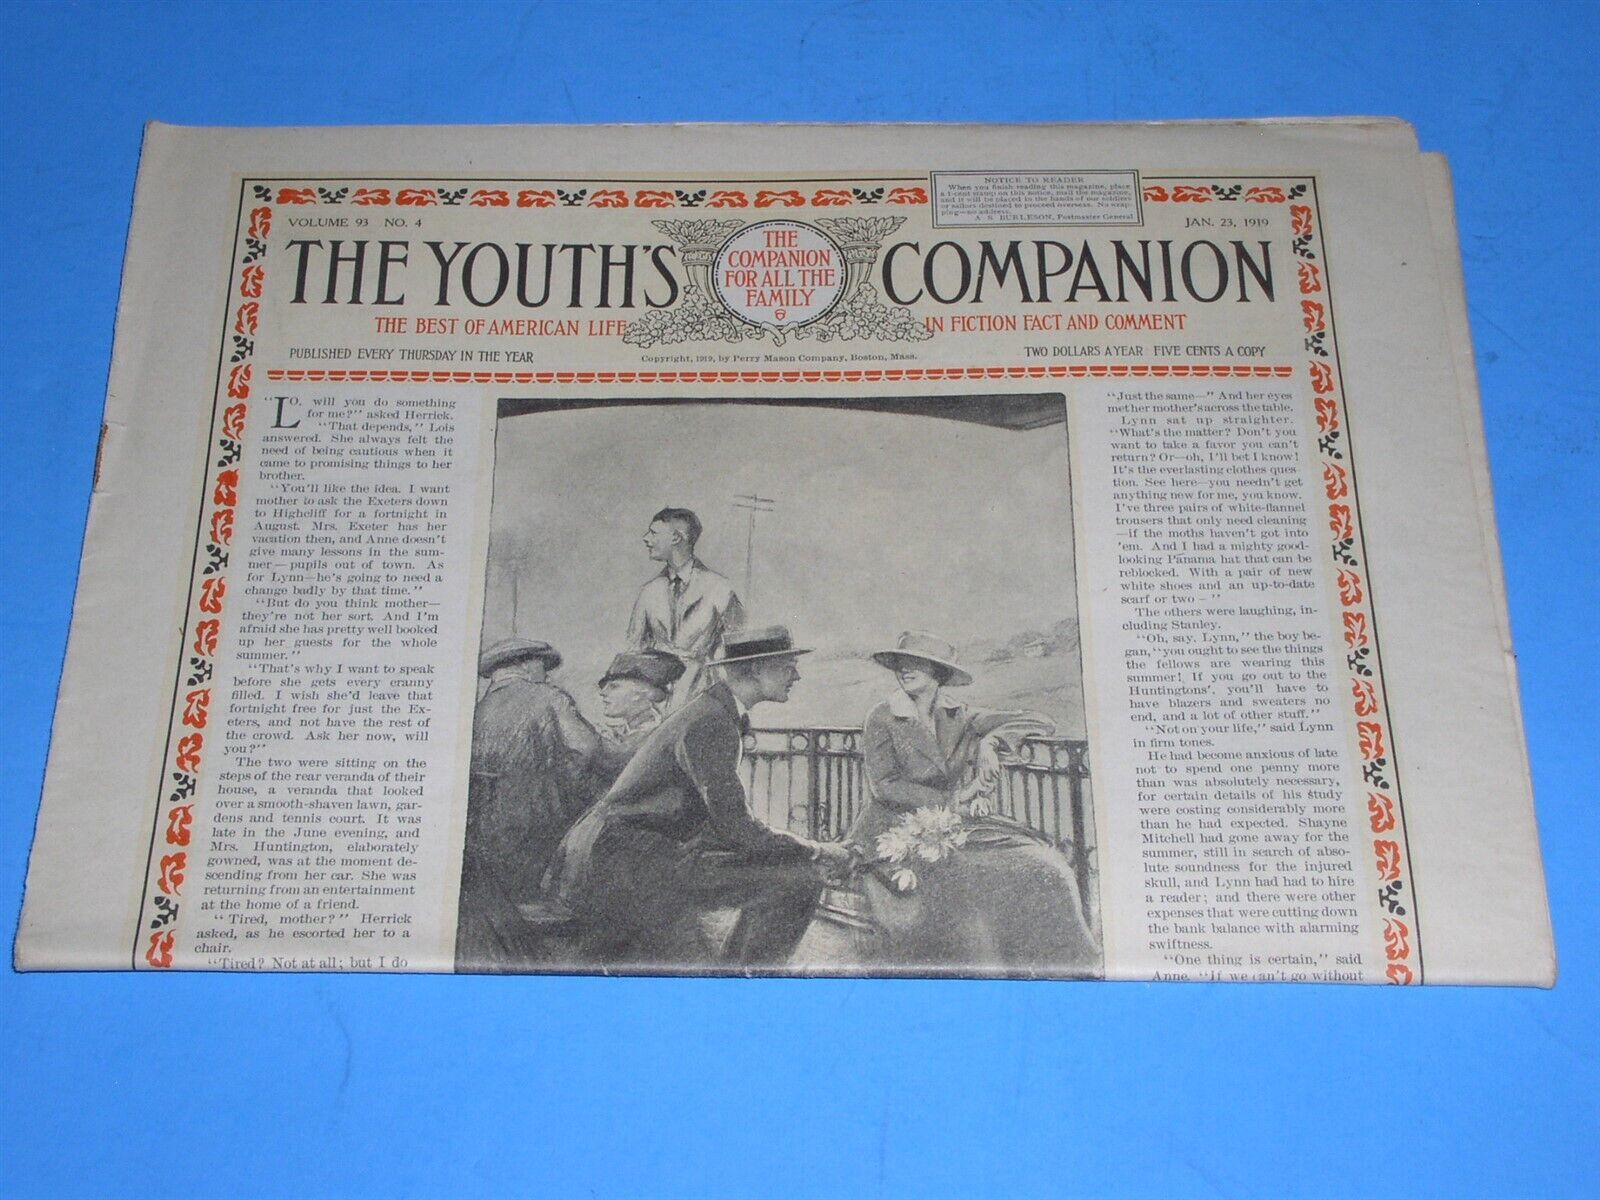 NOTICE TO READER
When you finish reading this magazine, place
a 1-cent stamp on this notice, mail the magazine,
and it will be placed in the hands of our soldiers
or sailors destined to proceed overseas. No wrap-
ping—no address.
A. S. BURLESON, Postmaster General
VOLUME 93 NO. 4
JAN. 23, 1919
THE YOUTH'S COMPANION
THE
COMPANION
FOR ALL THE
FAMILY
THE BEST OF AMERICAN LIFE IN FICTION FACT AND COMMENT
PUBLISHED EVERY THURSDAY IN THE YEAR
Copyright, 1919, by Perry Mason Company, Boston, Mass.
TWO DOLLARS A YEAR FIVE CENTS A COPY
"LO, will you do something
for me?" asked Herrick.
"That depends," Lois
answered. She always felt the
need of being cautious when it
came to promising things to her
brother.
"You'll like the idea. I want
mother to ask the Exeters down
to Highcliff for a fortnight in
August. Mrs. Exeter has her
vacation then, and Anne doesn't
give many lessons in the sum-
mer—pupils out of town. As
for Lynn—he's going to need a
change badly by that time."
"But do you think mother—
they're not her sort. And I'm
afraid she has pretty well booked
up her guests for the whole
summer."
"That's why I want to speak
before she gets every cranny
filled. I wish she'd leave that
fortnight free for just the Ex-
eters, and not have the rest of
the crowd. Ask her now, will
you?"
The two were sitting on the
steps of the rear veranda of their
house, a veranda that looked
over a smooth-shaven lawn, gar-
dens and tennis court. It was
late in the June evening, and
Mrs. Huntington, elaborately
gowned, was at the moment de-
scending from her car. She was
returning from an entertainment
at the home of a friend.
"Tired, mother?" Herrick
asked, as he escorted her to a
chair.
"Tired? Not at all; but I do
"Just the same—" And her eyes
met her mother's across the table.
Lynn sat up straighter.
"What's the matter? Don't you
want to take a favor you can't
return? Or—oh, I'll bet I know!
It's the everlasting clothes ques-
tion. See here—you needn't get
anything new for me, you know.
I've three pairs of white-flannel
trousers that only need cleaning
—if the moths haven't got into
'em. And I had a mighty good-
looking Panama hat that can be
reblocked. With a pair of new
white shoes and an up-to-date
scarf or two—"
The others were laughing, in-
cluding Stanley.
"Oh, say, Lynn," the boy be-
gan, "you ought to see the things
the fellows are wearing this
summer! If you go out to the
Huntingtons', you'll have to
have blazers and sweaters no
end, and a lot of other stuff."
"Not on your life," said Lynn
in firm tones.
He had become anxious of late
not to spend one penny more
than was absolutely necessary,
for certain details of his study
were costing considerably more
than he had expected. Shayne
Mitchell had gone away for the
summer, still in search of abso-
lute soundness for the injured
skull, and Lynn had had to hire
a reader; and there were other
expenses that were cutting down
the bank balance with alarming
swiftness.
"One thing is certain," said
Anne. "If we can't go without